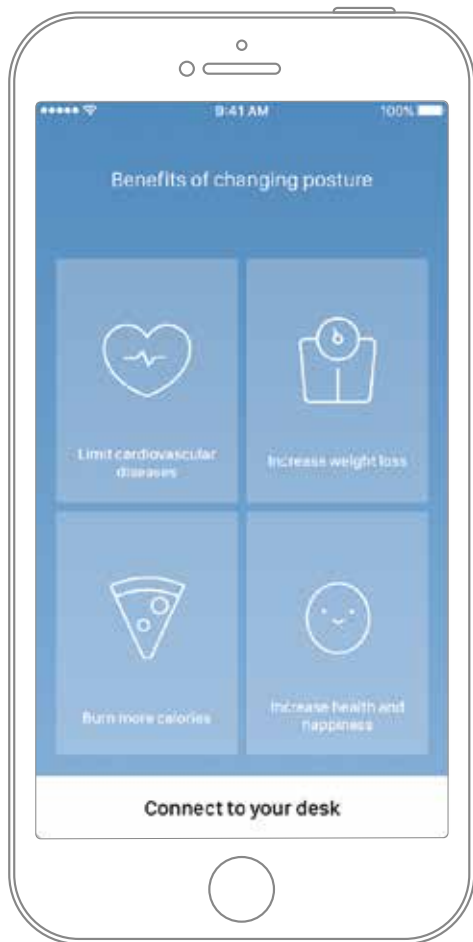 9:41 AM
100%
Benefits of changing posture
Limit cardiovascular
diseases
Increase weight loss
Burn more calories
Increase health and
happiness
Connect to your desk